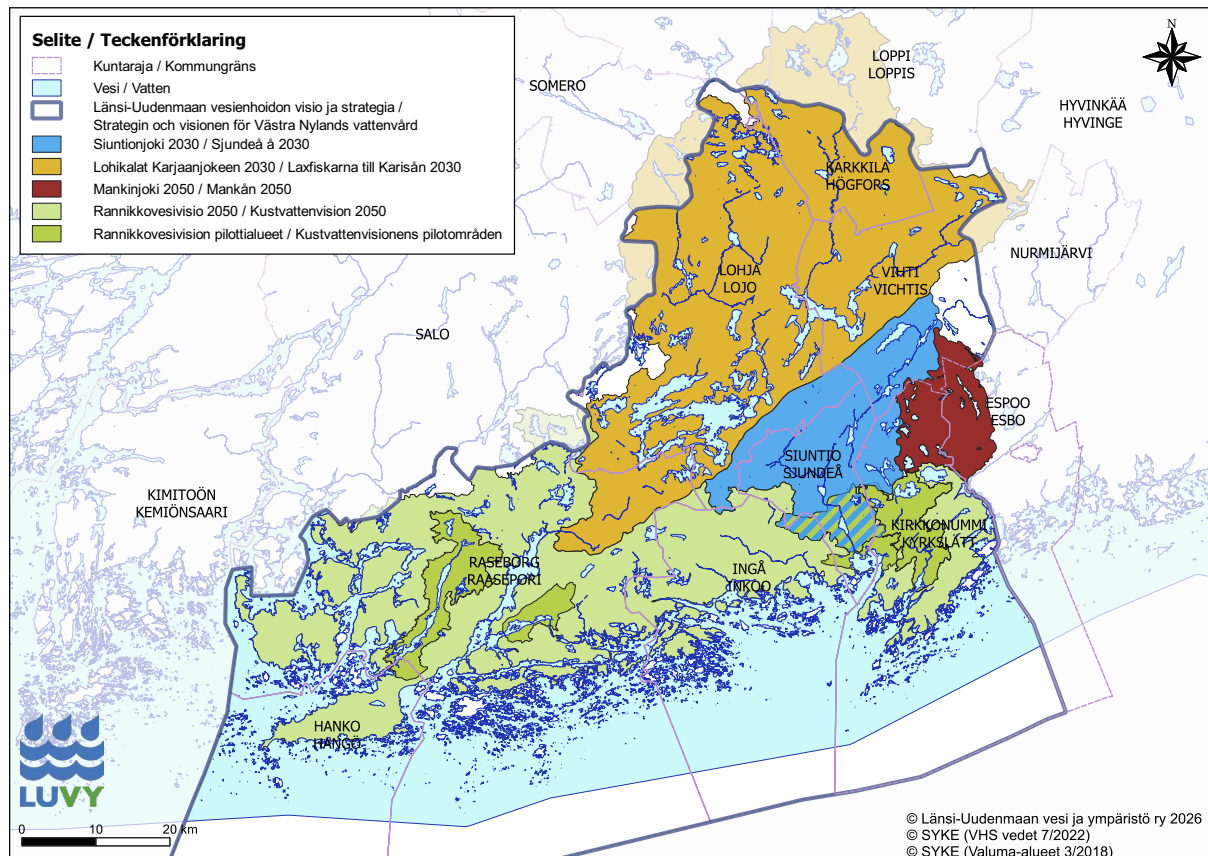 Selite / Teckenförklaring
Kuntaraja / Kommungräns
Vesi / Vatten
Länsi-Uudenmaan vesienhoidon visio ja strategia /
Strategin och visionen för Västra Nylands vattenvård
Siuntionjoki 2030 / Sjundeå å 2030
Lohikalat Karjaanjokeen 2030 / Laxfiskarna till Karisån 2030
Mankinjoki 2050 / Mankån 2050
Rannikkovesivisio 2050 / Kustvattenvision 2050
Rannikkovesivision pilottialueet / Kustvattenvisionens pilotområden
N
LOPPI
LOPPIS
SOMERO
HYVINKÄÄ
HYVINGE
KARKKILA
HÖGFORS
NURMIJÄRVI
LOHJA
LOJO
VIHTI
VICHTIS
SALO
ESPOO
ESBO
SIUNTIO
SJUNDEÅ
KIMITOÖN
KEMIÖNSAARI
KIRKKONUMMI
KYRKSLÄTT
RASEBORG
RAASEPORI
INGÅ
INKOO
HANKO
HANGÖ
LUVY
0 10 20 km
© Länsi-Uudenmaan vesi ja ympäristö ry 2026
© SYKE (VHS vedet 7/2022)
© SYKE (Valuma-alueet 3/2018)